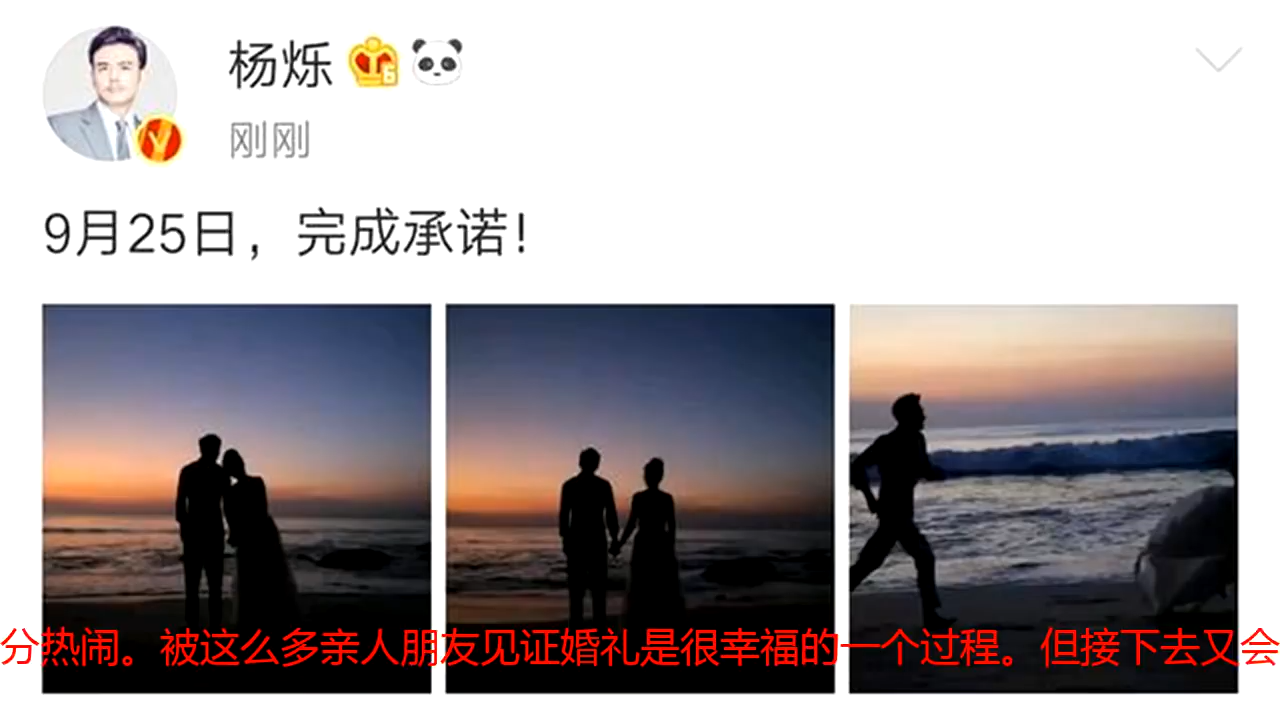 杨烁
刚刚
9月25日，完成承诺！
分热闹。被这么多亲人朋友见证婚礼是很幸福的一个过程。但接下去又会